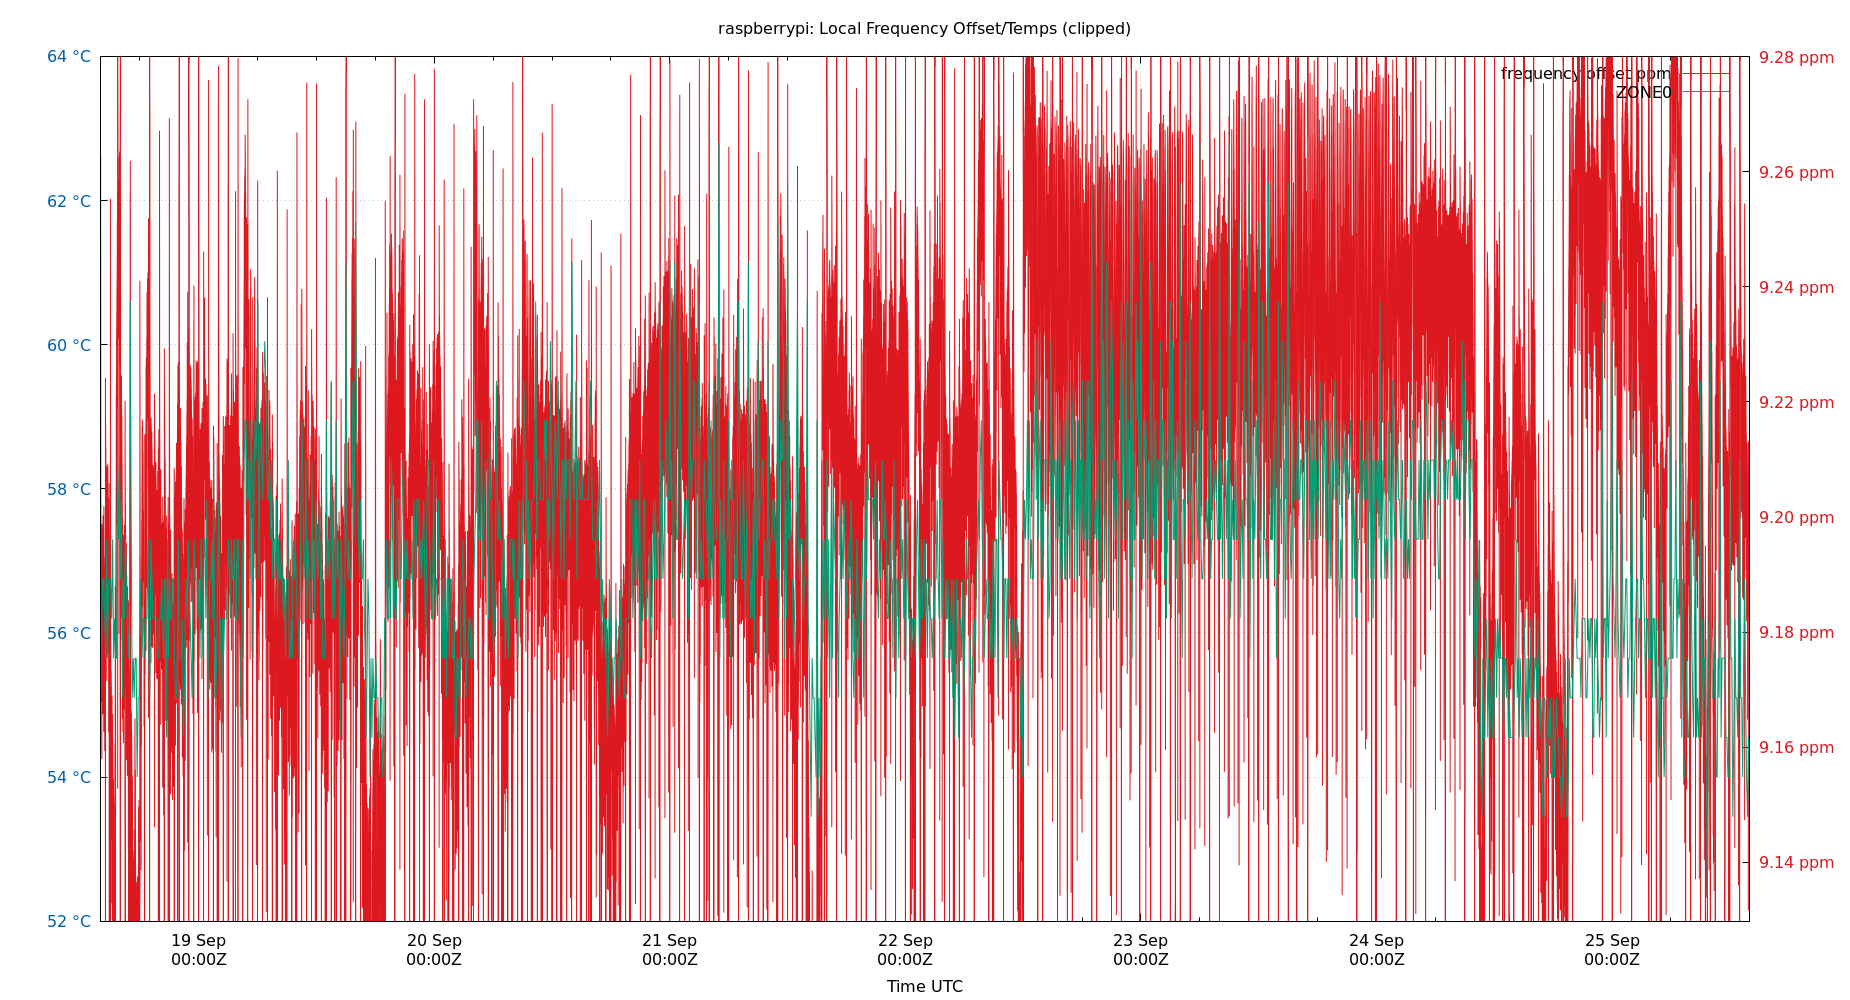 raspberrypi: Local Frequency Offset/Temps (clipped)
64 °C
62 °C
60 °C
58 °C
56 °C
54 °C
52 °C
9.28 ppm
9.26 ppm
9.24 ppm
9.22 ppm
9.20 ppm
9.18 ppm
9.16 ppm
9.14 ppm
frequency offset ppm
ZONE0
19 Sep
00:00Z
20 Sep
00:00Z
21 Sep
00:00Z
22 Sep
00:00Z
23 Sep
00:00Z
24 Sep
00:00Z
25 Sep
00:00Z
Time UTC